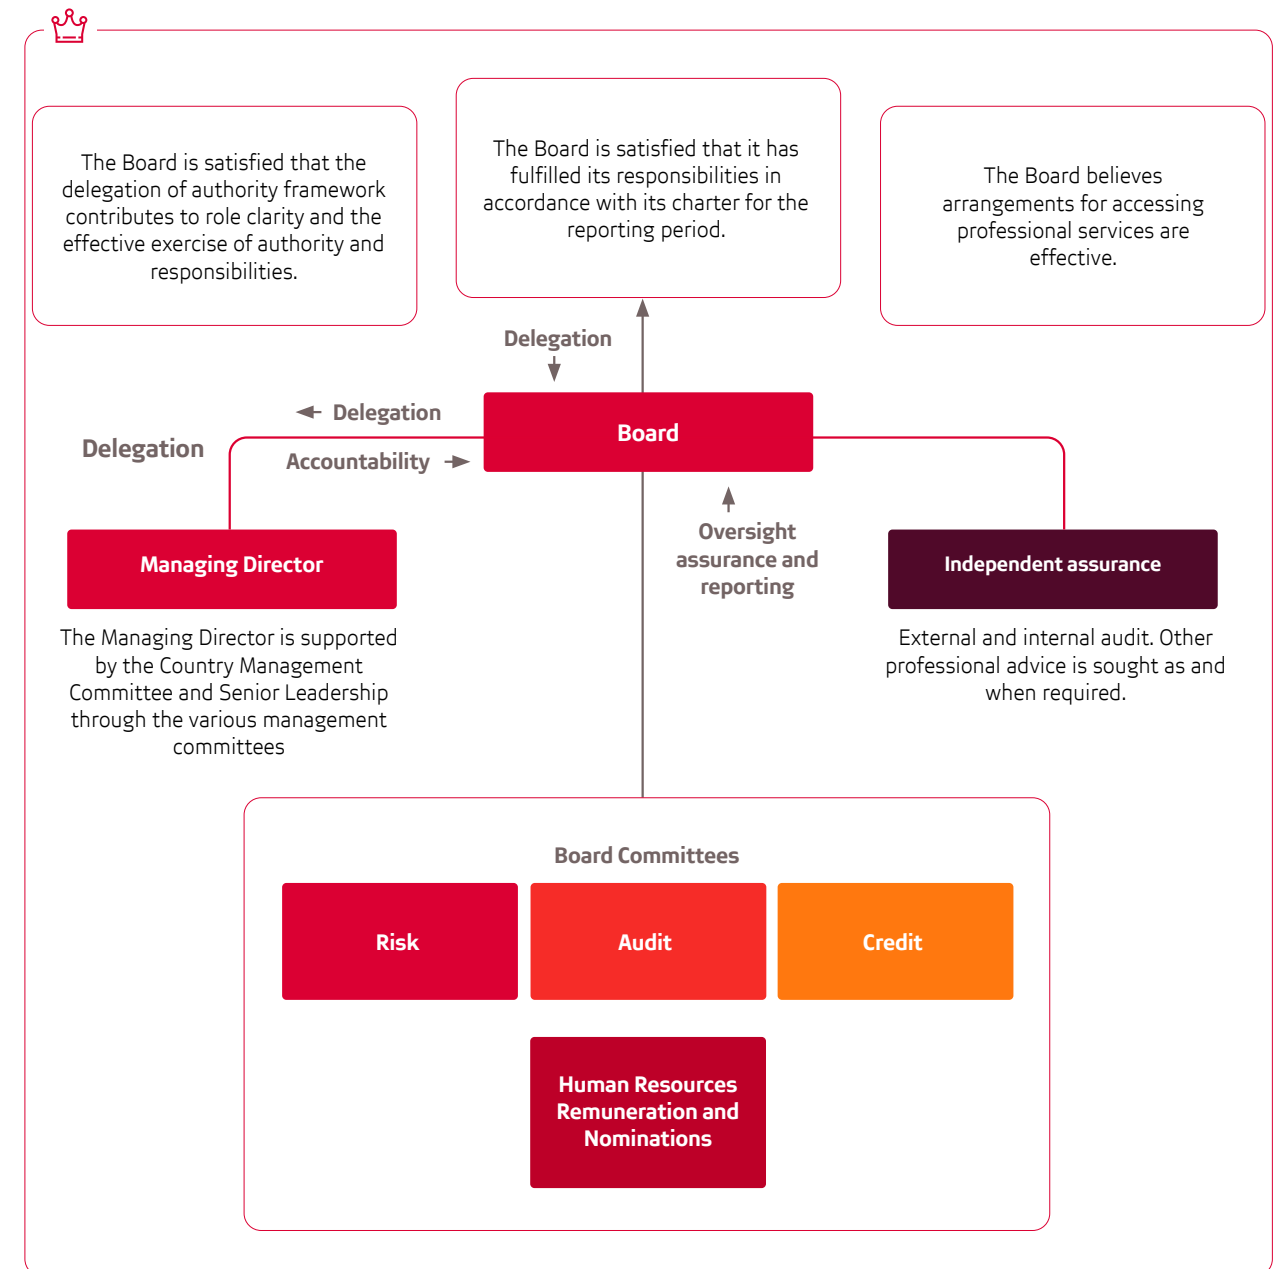 The Board is satisfied that the
delegation of authority framework
contributes to role clarity and the
effective exercise of authority and
responsibilities.
The Board is satisfied that it has
fulfilled its responsibilities in
accordance with its charter for the
reporting period.
The Board believes
arrangements for accessing
professional services are
effective.
Delegation
Delegation
Delegation
Accountability
Board
Oversight
assurance and
reporting
Managing Director
The Managing Director is supported
by the Country Management
Committee and Senior Leadership
through the various management
committees
Independent assurance
External and internal audit. Other
professional advice is sought as and
when required.
Board Committees
Risk
Audit
Credit
Human Resources
Remuneration and
Nominations